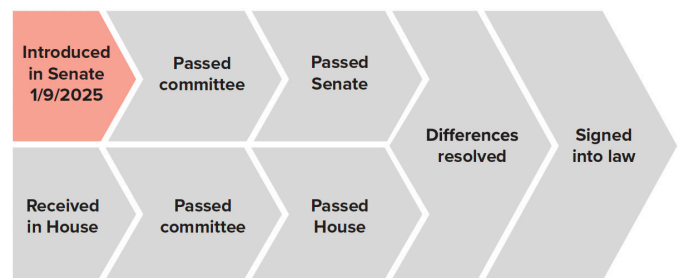 Introduced
in Senate
1/9/2025
Passed
committee
Passed
Senate
Differences
resolved
Signed
into law
Received
in House
Passed
committee
Passed
House